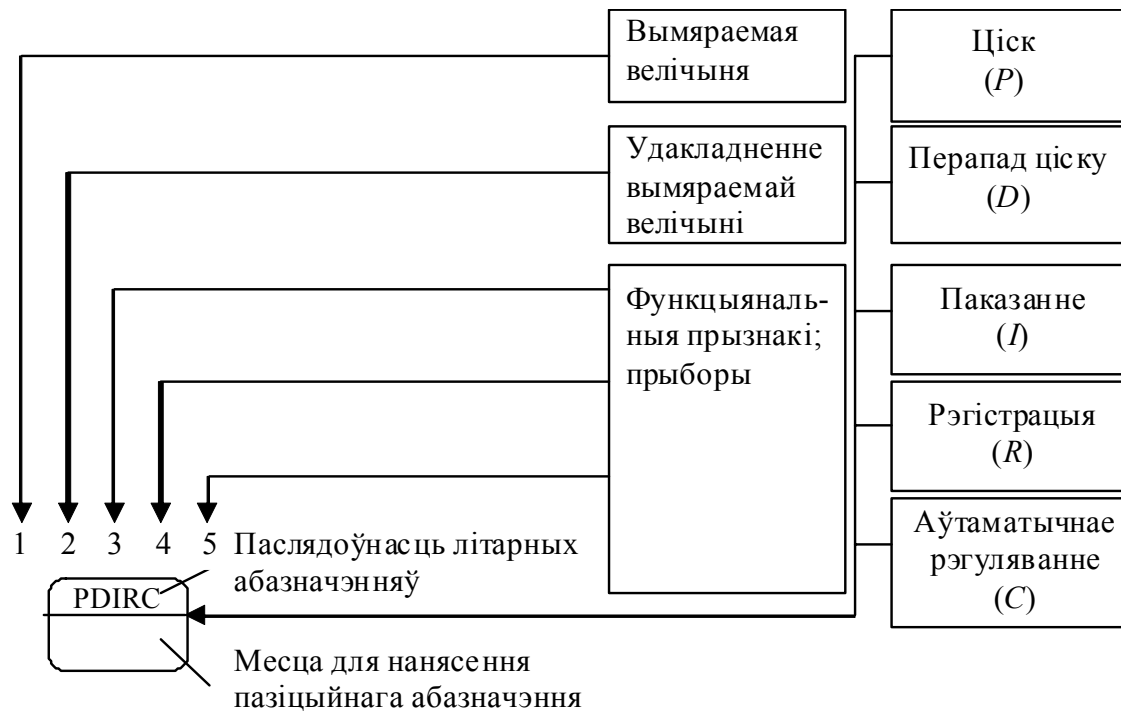 Вымяраемая
велічыня
Удакладненне
вымяраемай
велічыні
Функцыяналь-
ныя прызнакі;
прыборы
Ціск
(P)
Перапад ціску
(D)
Паказанне
(I)
Рэгістрацыя
(R)
Аўтаматычнае
рэгуляванне
(C)
1 2 3 4 5
Паслядоўнасць літарных
абазначэнняў
PDIRC
Месца для нанясення
пазіцыйнага абазначэння